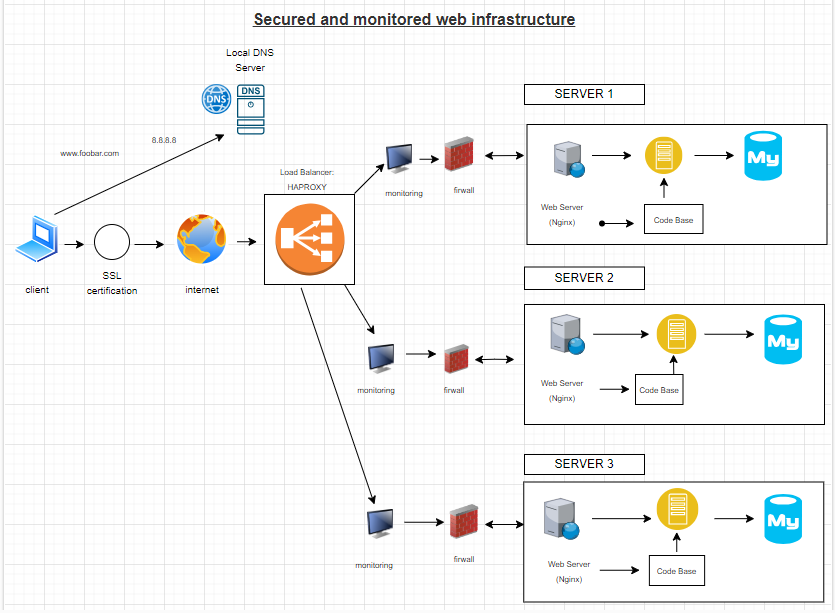 Secured and monitored web infrastructure
Local DNS
Server
DNS
DNS
8.8.8.8
www.foobar.com
Load Balancer:
HAPROXY
client
SSL
certification
internet
monitoring
firwall
SERVER 1
Web Server
(Nginx)
Code Base
My
monitoring
firwall
SERVER 2
Web Server
(Nginx)
Code Base
My
monitoring
firwall
SERVER 3
Web Server
(Nginx)
Code Base
My